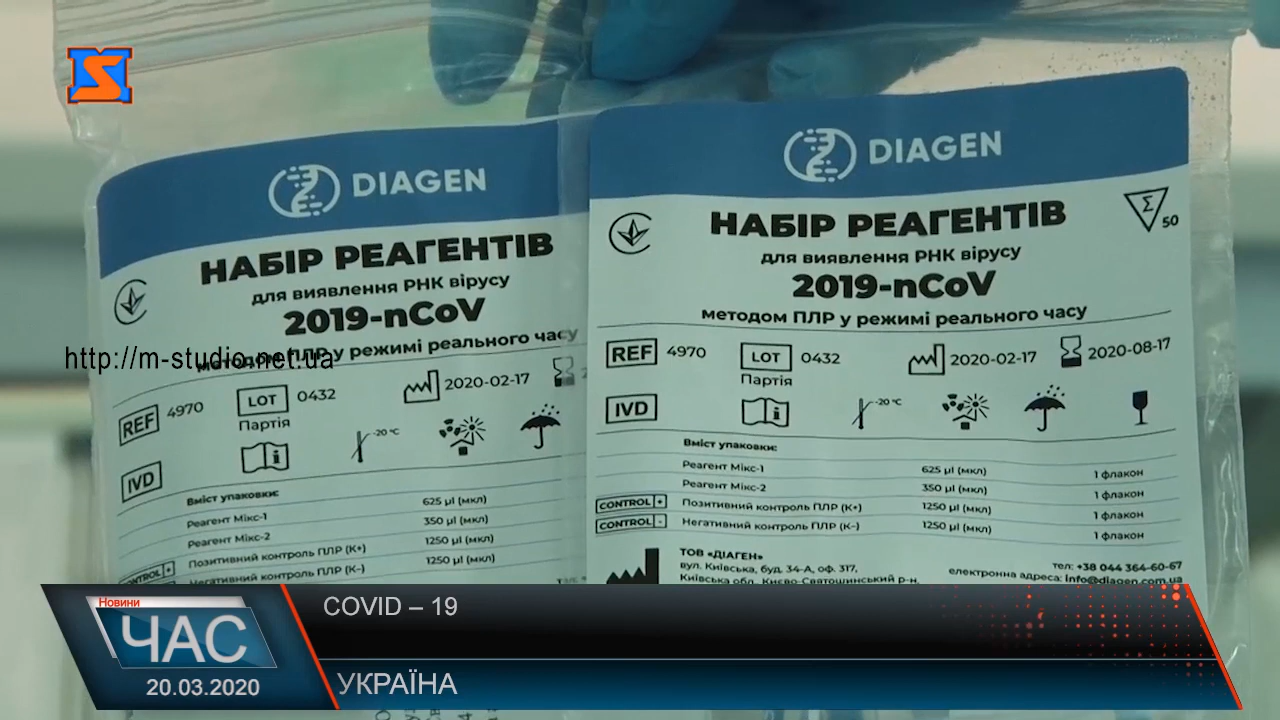 DIAGEN
НАБІР РЕАГЕНТІВ
для виявлення РНК вірусу
2019-nCoV
методом ПЛР у режимі реального часу
REF 4970 LOT 0432 2020-02-17
Партія
-20 °C
IVD
Вміст упаковки:
Реагент Мікс-1 625 µl (мкл)
Реагент Мікс-2 350 µl (мкл)
CONTROL + Позитивний контроль ПЛР (К+) 1250 µl (мкл)
Негативний контроль ПЛР (К–) 1250 µl (мкл)
DIAGEN
НАБІР РЕАГЕНТІВ
Σ 50
для виявлення РНК вірусу
2019-nCoV
методом ПЛР у режимі реального часу
REF 4970 LOT 0432 2020-02-17 2020-08-17
Партія
IVD -20 °C
Вміст упаковки:
Реагент Мікс-1 625 µl (мкл) 1 флакон
Реагент Мікс-2 350 µl (мкл) 1 флакон
CONTROL + Позитивний контроль ПЛР (К+) 1250 µl (мкл) 1 флакон
CONTROL - Негативний контроль ПЛР (К–) 1250 µl (мкл) 1 флакон
ТОВ «ДІАГЕН»
вул. Київська, буд. 34-А, оф. 317, тел: +38 044 364-60-67
Київська обл., Києво-Святошинський р-н, електронна адреса: info@diagen.com.ua
http://m-studio.net.ua
Новини
ЧАС
20.03.2020
COVID – 19
УКРАЇНА